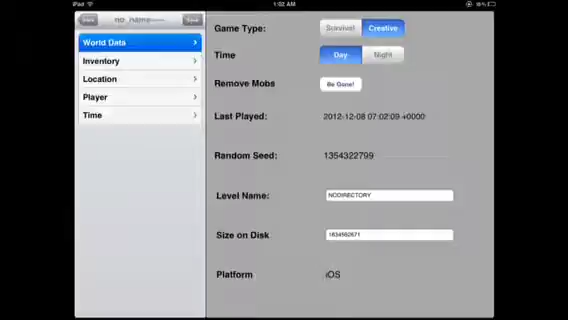 iPad
1:02 AM
no_name
World Data
Inventory
Location
Player
Time
Game Type:
Survival
Creative
Time
Day
Night
Remove Mobs
Be Gone!
Last Played:
2012-12-08 07:02:09 +0000
Random Seed:
1354322799
Level Name:
NODIRECTORY
Size on Disk
Platform
iOS